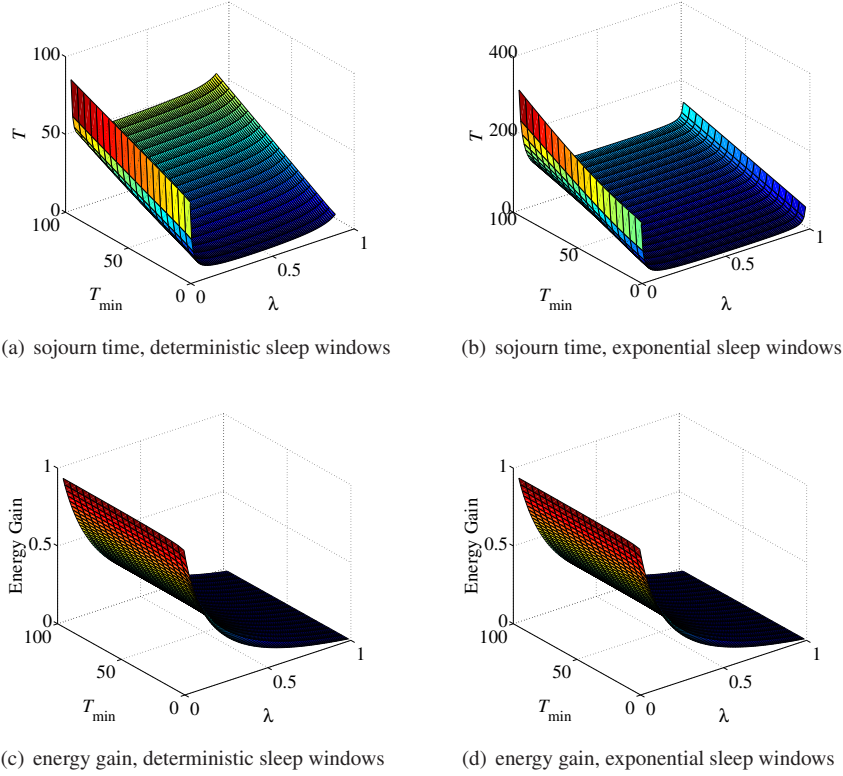 100
50
0
T
100
50
0
T_min
0
0.5
1
λ
(a) sojourn time, deterministic sleep windows
400
200
0
T
100
50
0
T_min
0
0.5
1
λ
(b) sojourn time, exponential sleep windows
1
0.5
0
Energy Gain
100
50
0
T_min
0
0.5
1
λ
(c) energy gain, deterministic sleep windows
1
0.5
0
Energy Gain
100
50
0
T_min
0
0.5
1
λ
(d) energy gain, exponential sleep windows